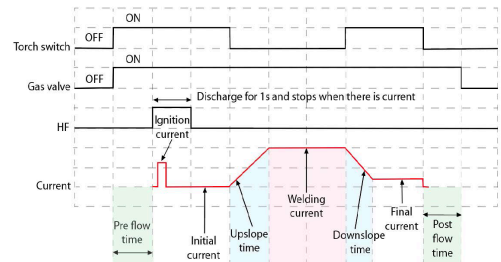 ON
Torch switch
OFF
ON
Gas valve
OFF
Discharge for 1s and stops when there is current
HF
Ignition
current
Current
Welding
current
Pre flow
time
Initial
current
Upslope
time
Downslope
time
Final
current
Post
flow
time